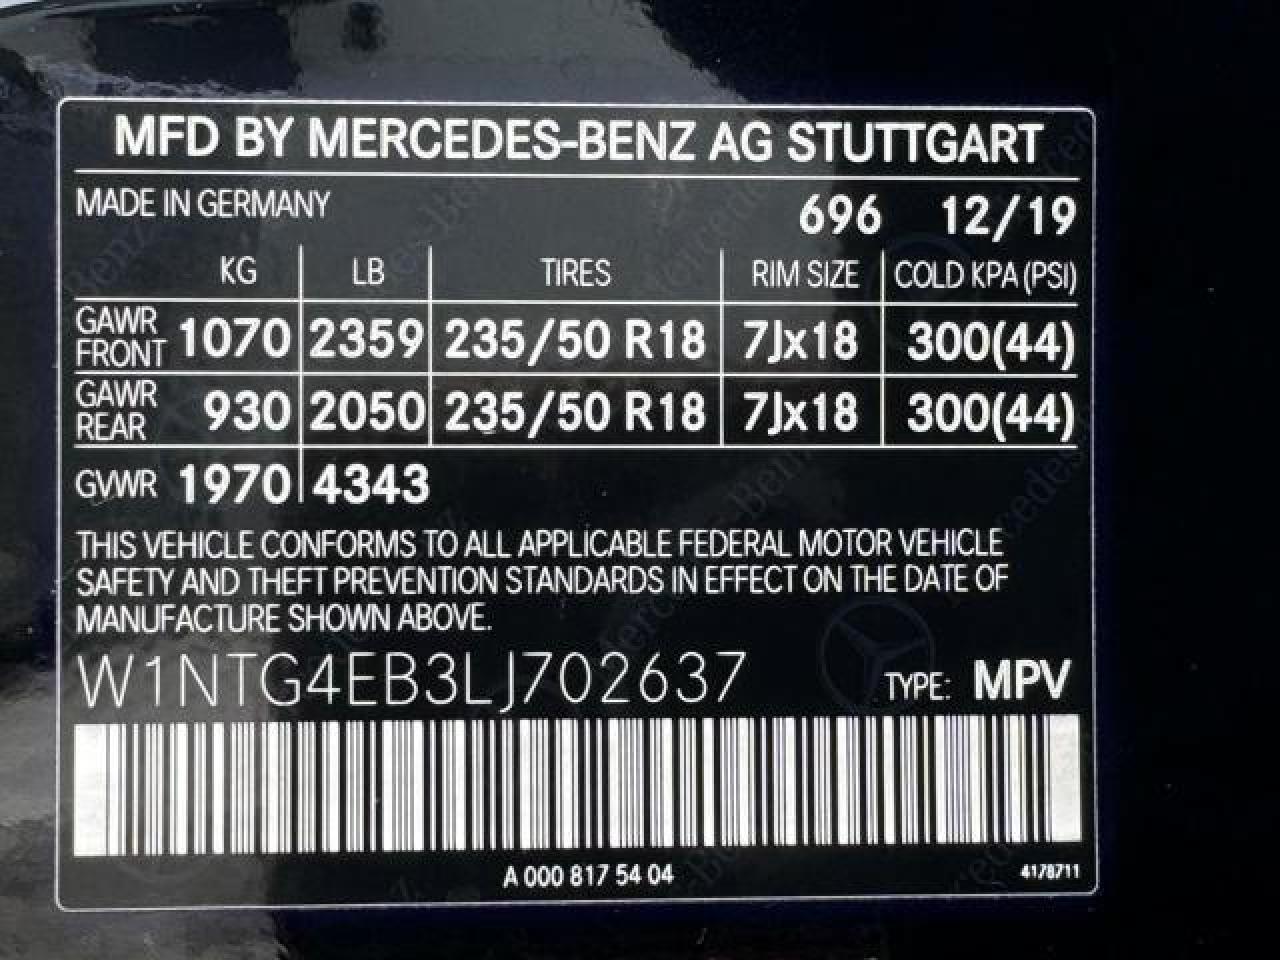 MFD BY MERCEDES-BENZ AG STUTTGART
MADE IN GERMANY 696 12/19
KG LB TIRES RIM SIZE COLD KPA (PSI)
GAWR FRONT 1070 2359 235/50 R18 7Jx18 300(44)
GAWR REAR 930 2050 235/50 R18 7Jx18 300(44)
GVWR 1970 4343
THIS VEHICLE CONFORMS TO ALL APPLICABLE FEDERAL MOTOR VEHICLE
SAFETY AND THEFT PREVENTION STANDARDS IN EFFECT ON THE DATE OF
MANUFACTURE SHOWN ABOVE.
W1NTG4EB3LJ702637 TYPE: MPV
A 000 817 54 04 4178711